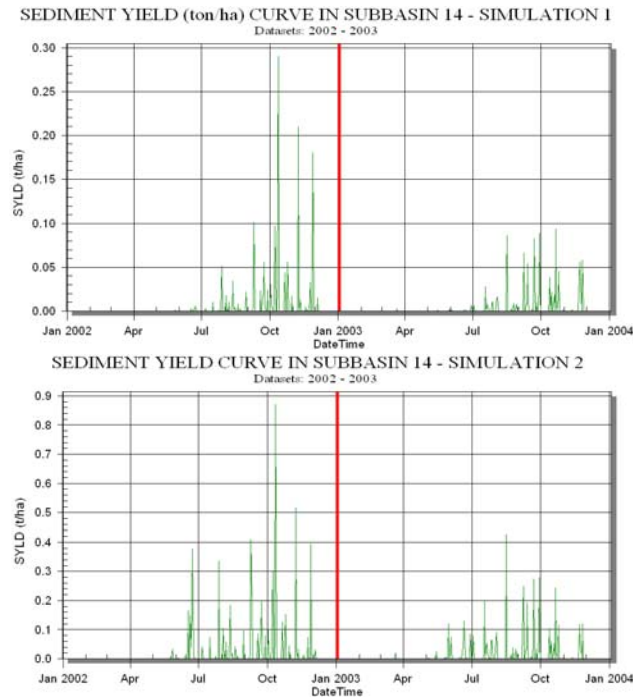 SEDIMENT YIELD (ton/ha) CURVE IN SUBBASIN 14 - SIMULATION 1
Datasets: 2002 - 2003
0.30
0.25
0.20
0.15
0.10
0.05
0.00
SYLD (t/ha)
Jan 2002 Apr Jul Oct Jan 2003 Apr Jul Oct Jan 2004
DateTime
SEDIMENT YIELD CURVE IN SUBBASIN 14 - SIMULATION 2
Datasets: 2002 - 2003
0.9
0.8
0.7
0.6
0.5
0.4
0.3
0.2
0.1
0.0
SYLD (t/ha)
Jan 2002 Apr Jul Oct Jan 2003 Apr Jul Oct Jan 2004
DateTime